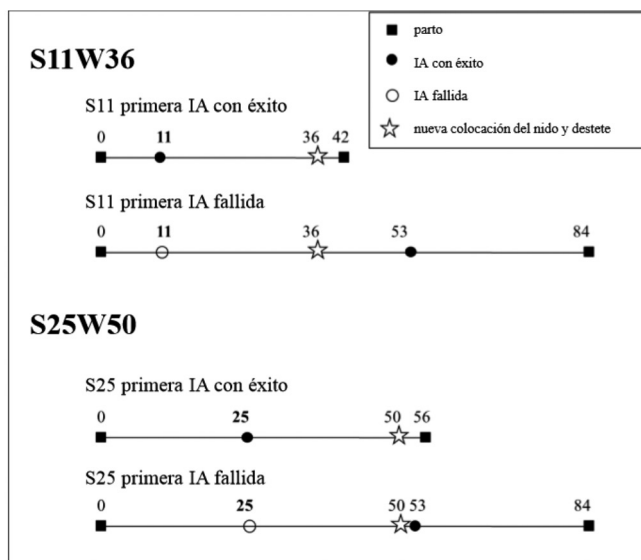 parto
IA con éxito
IA fallida
nueva colocación del nido y destete
S11W36
S11 primera IA con éxito
0 11 36 42
S11 primera IA fallida
0 11 36 53 84
S25W50
S25 primera IA con éxito
0 25 50 56
S25 primera IA fallida
0 25 50 53 84